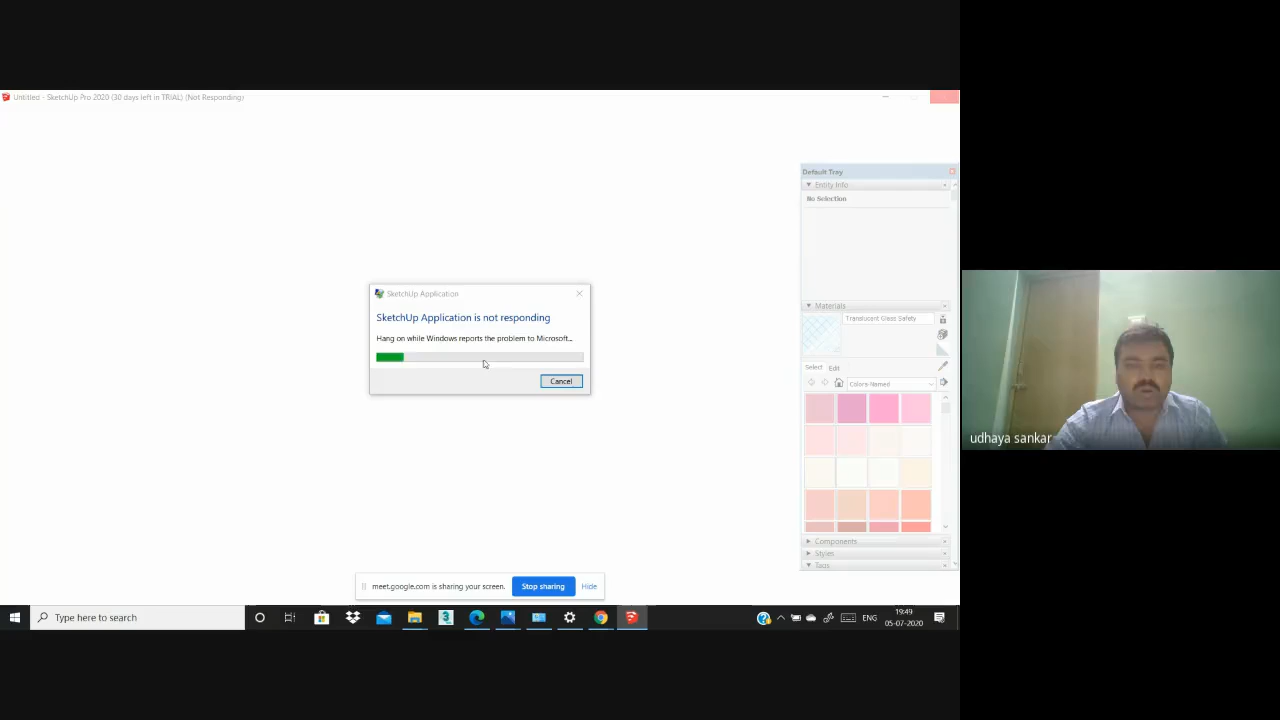 Untitled - SketchUp Pro 2020 (30 days left in TRIAL) (Not Responding)
Default Tray
Entity Info
No Selection
Materials
Translucent Glass Safety
Select Edit
Colors-Named
Components
Styles
Tags
SketchUp Application
SketchUp Application is not responding
Hang on while Windows reports the problem to Microsoft...
Cancel
udhaya sankar
meet.google.com is sharing your screen. Stop sharing Hide
Type here to search
ENG
19:49
05-07-2020